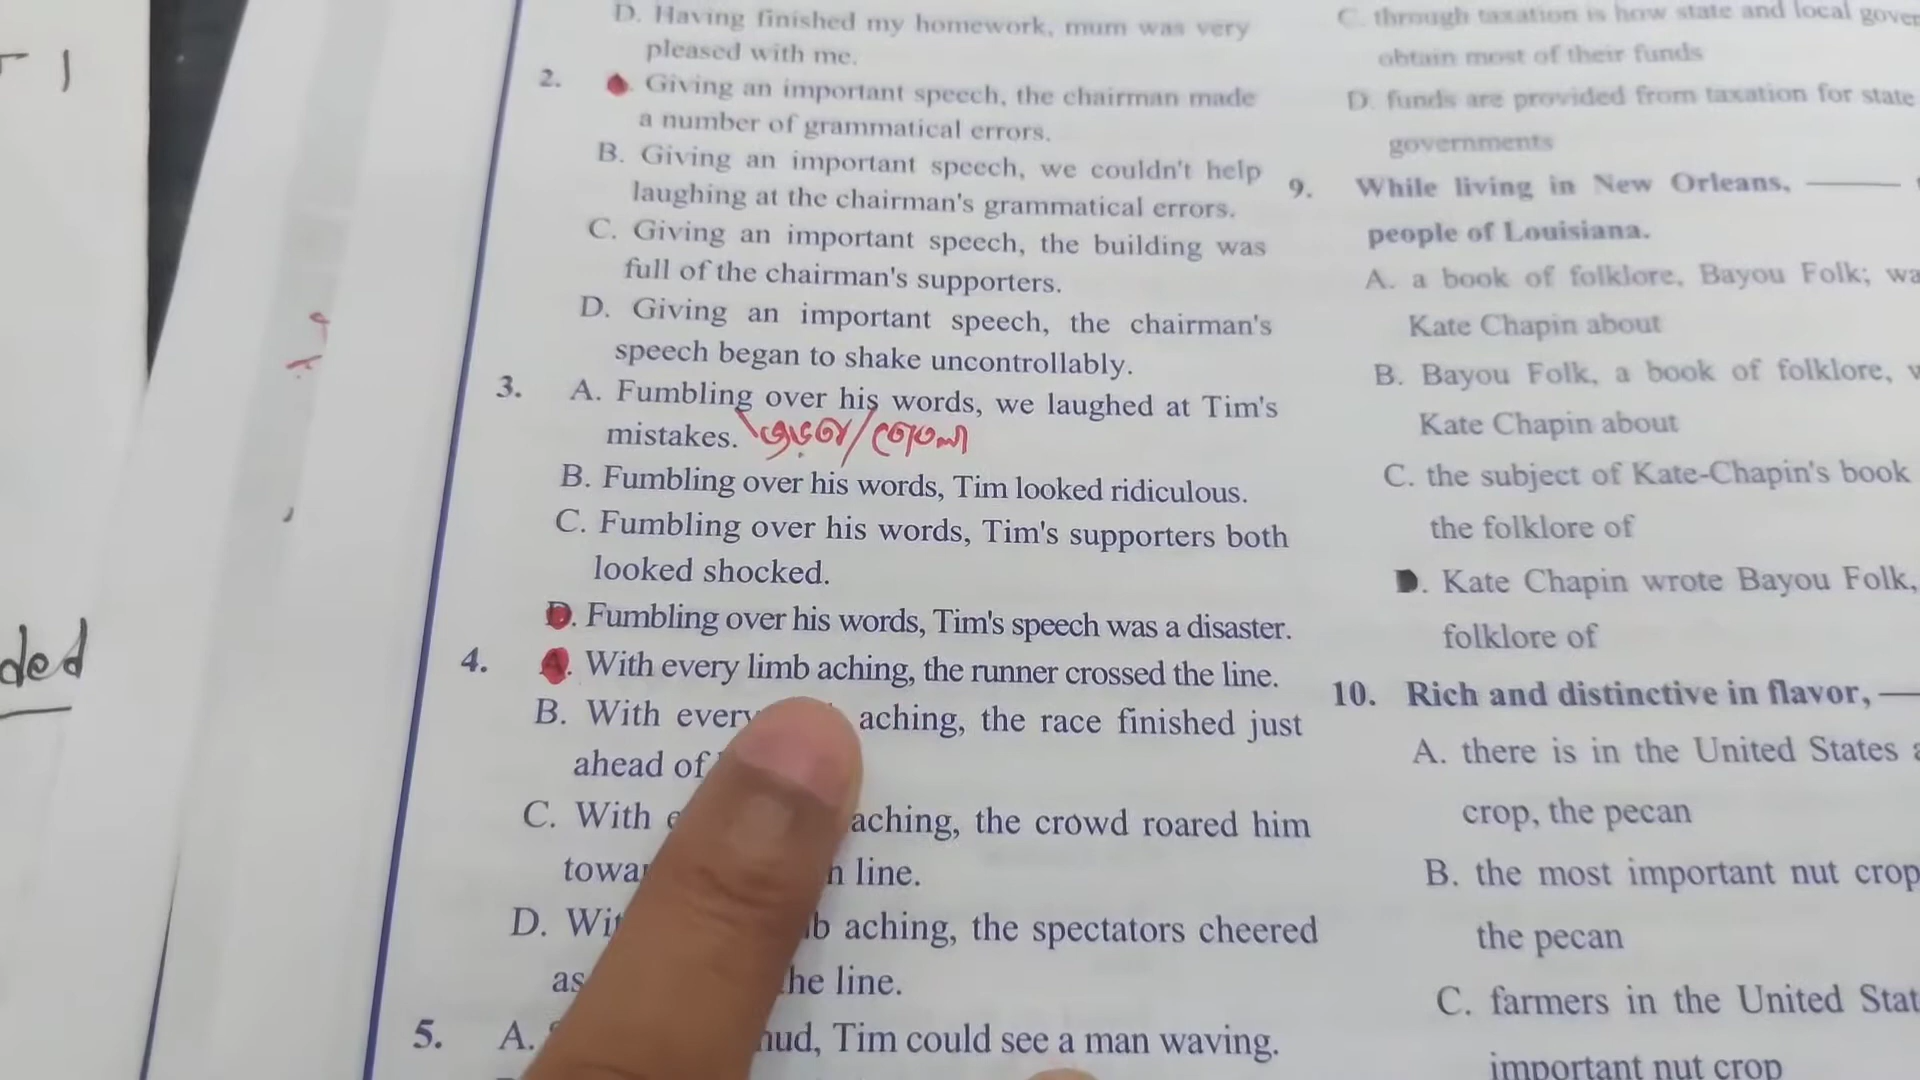 D. Having finished my homework, mum was very
pleased with me.
2. A. Giving an important speech, the chairman made
a number of grammatical errors.
B. Giving an important speech, we couldn't help
laughing at the chairman's grammatical errors.
C. Giving an important speech, the building was
full of the chairman's supporters.
D. Giving an important speech, the chairman's
speech began to shake uncontrollably.
3. A. Fumbling over his words, we laughed at Tim's
mistakes.
B. Fumbling over his words, Tim looked ridiculous.
C. Fumbling over his words, Tim's supporters both
looked shocked.
D. Fumbling over his words, Tim's speech was a disaster.
4. A. With every limb aching, the runner crossed the line.
B. With every aching, the race finished just
ahead of
C. With aching, the crowd roared him
line.
D. aching, the spectators cheered
as the line.
5. A. Tim could see a man waving.
C. through taxation is how state and local
obtain most of their funds
D. funds are provided from taxation for state
governments
9. While living in New Orleans, ———
people of Louisiana.
A. a book of folklore, Bayou Folk;
Kate Chapin about
B. Bayou Folk, a book of folklore,
Kate Chapin about
C. the subject of Kate-Chapin's book
the folklore of
D. Kate Chapin wrote Bayou Folk,
folklore of
10. Rich and distinctive in flavor, —
A. there is in the United States
crop, the pecan
B. the most important nut crop
the pecan
C. farmers in the United
important nut crop
ded